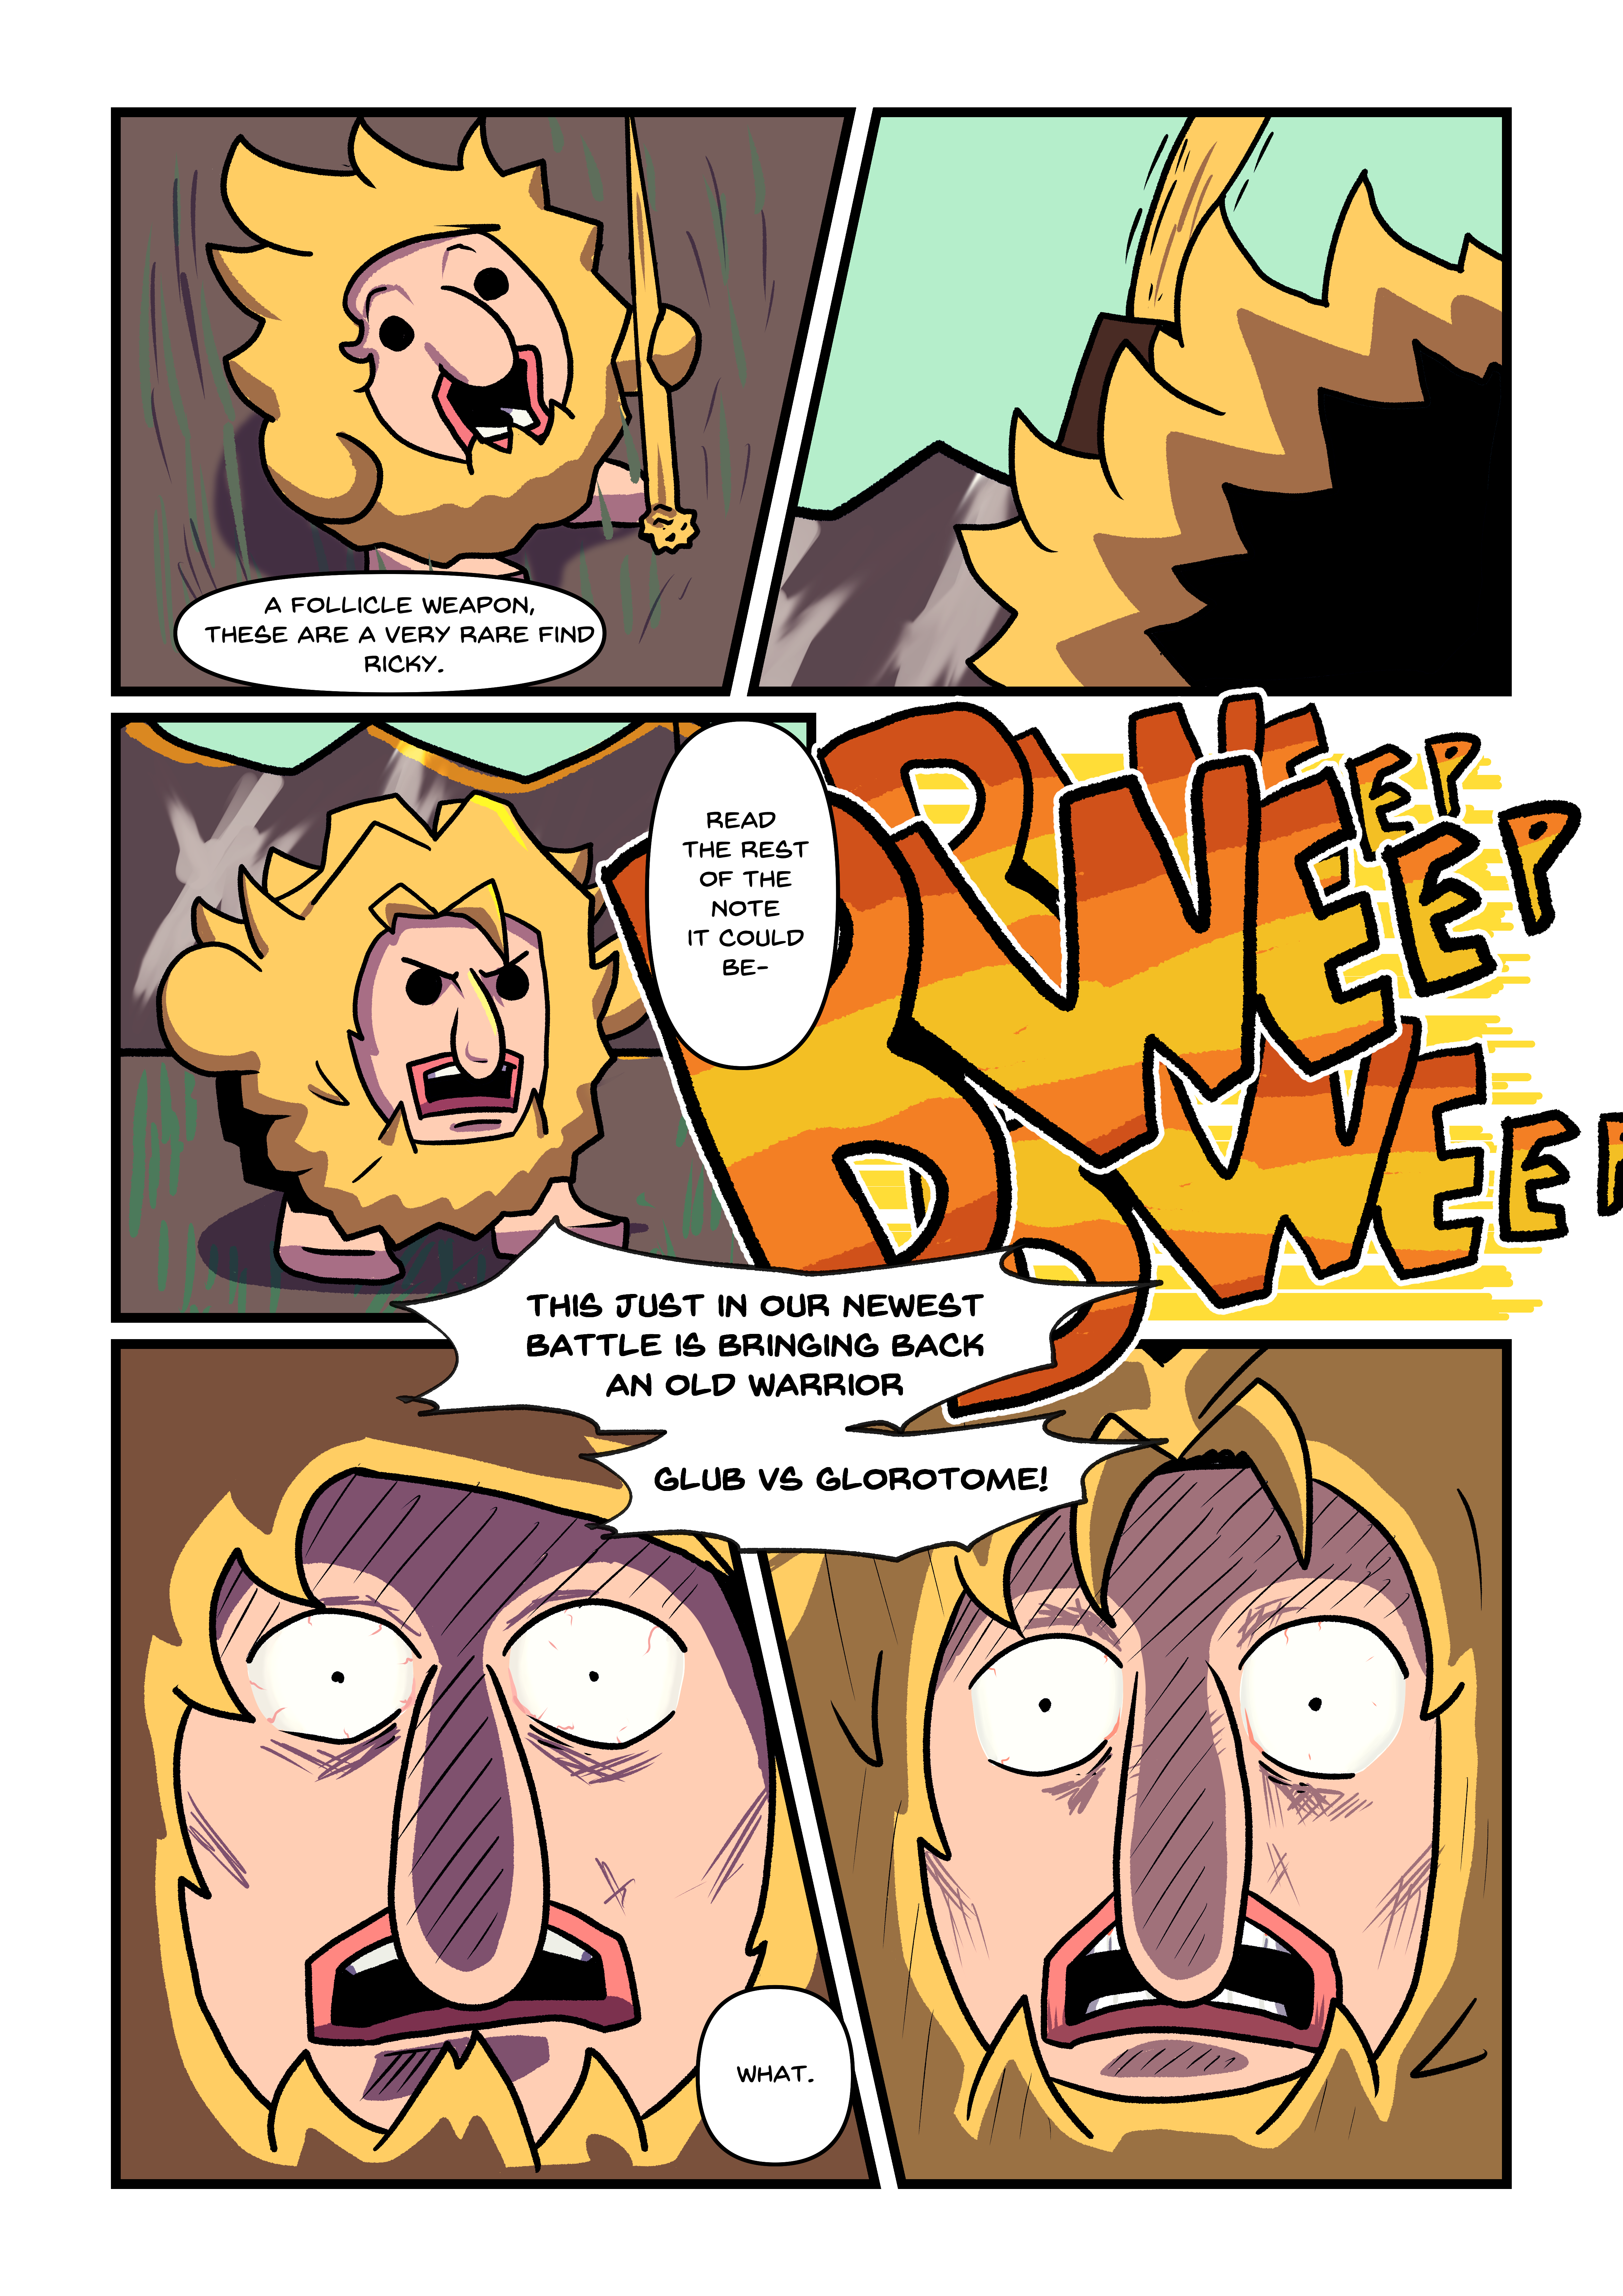 A FOLLICLE WEAPON,
THESE ARE A VERY RARE FIND
RICKY.
READ
THE REST
OF THE
NOTE
IT COULD
BE-
BWEEP
BWEEP
BWEEP
THIS JUST IN OUR NEWEST
BATTLE IS BRINGING BACK
AN OLD WARRIOR
GLUB VS GLOROTOME!
WHAT.